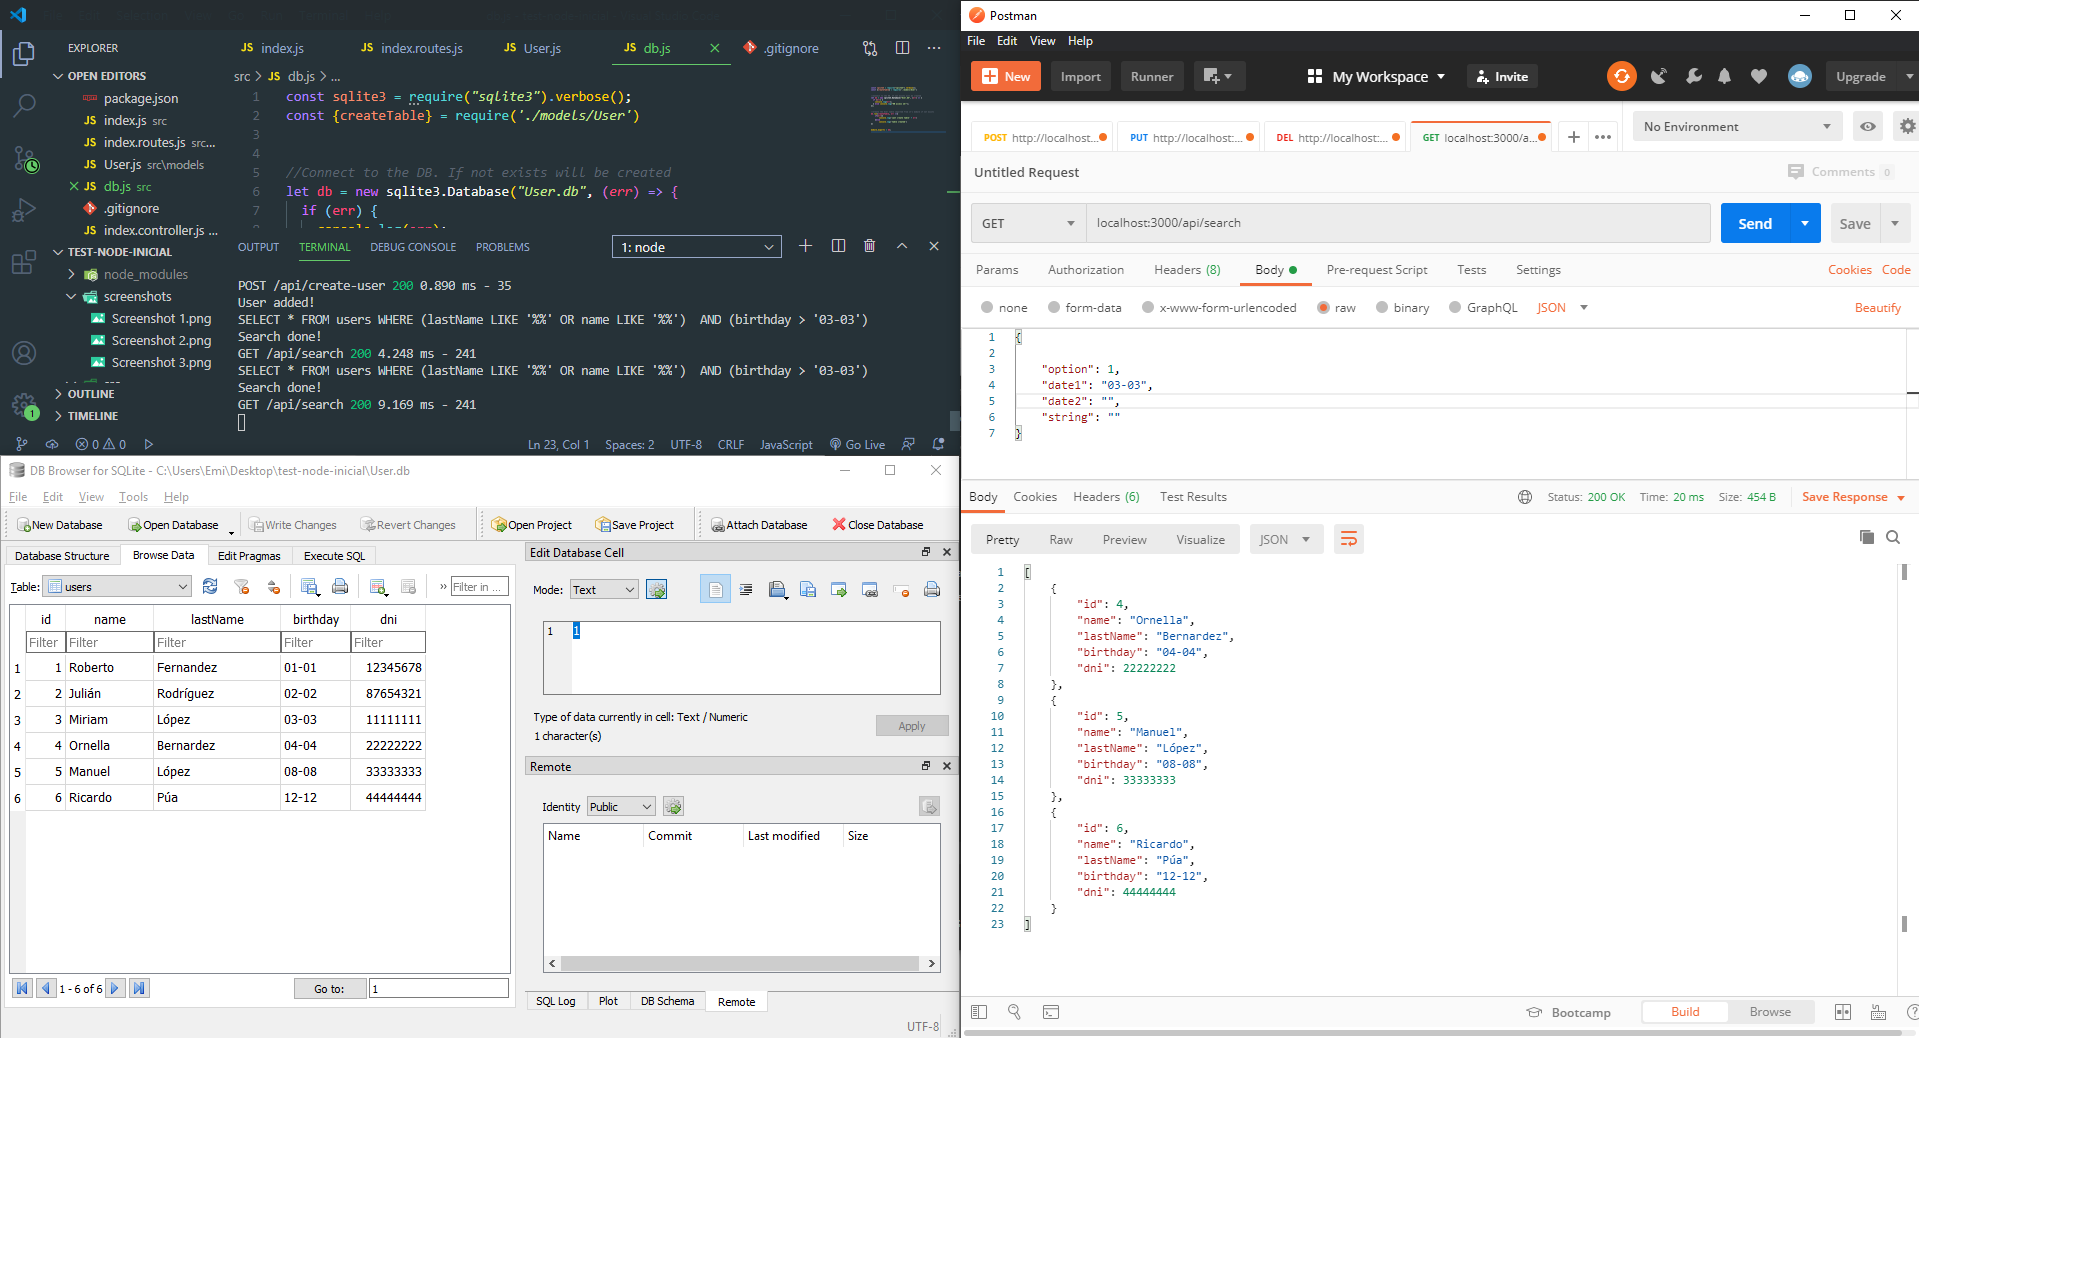 EXPLORER
OPEN EDITORS
package.json
index.js src
index.routes.js src...
User.js src\models
db.js src
.gitignore
index.controller.js ...
TEST-NODE-INICIAL
node_modules
screenshots
Screenshot 1.png
Screenshot 2.png
Screenshot 3.png
OUTLINE
TIMELINE
1
JS index.js JS index.routes.js JS User.js JS db.js .gitignore
src > JS db.js > ...
1 const sqlite3 = require("sqlite3").verbose();
2 const {createTable} = require('./models/User')
3
4
5 //Connect to the DB. If not exists will be created
6 let db = new sqlite3.Database("User.db", (err) => {
7 if (err) {
OUTPUT TERMINAL DEBUG CONSOLE PROBLEMS 1: node
POST /api/create-user 200 0.890 ms - 35
User added!
SELECT * FROM users WHERE (lastName LIKE '%%' OR name LIKE '%%')  AND (birthday > '03-03')
Search done!
GET /api/search 200 4.248 ms - 241
SELECT * FROM users WHERE (lastName LIKE '%%' OR name LIKE '%%')  AND (birthday > '03-03')
Search done!
GET /api/search 200 9.169 ms - 241
0 0 Ln 23, Col 1 Spaces: 2 UTF-8 CRLF JavaScript Go Live
DB Browser for SQLite - C:\Users\Emi\Desktop\test-node-inicial\User.db
File Edit View Tools Help
New Database Open Database Write Changes Revert Changes Open Project Save Project Attach Database Close Database
Database Structure Browse Data Edit Pragmas Execute SQL
Table: users Filter in ...
id name lastName birthday dni
Filter Filter Filter Filter Filter
1 1 Roberto Fernandez 01-01 12345678
2 2 Julián Rodríguez 02-02 87654321
3 3 Miriam López 03-03 11111111
4 4 Ornella Bernardez 04-04 22222222
5 5 Manuel López 08-08 33333333
6 6 Ricardo Púa 12-12 44444444
1 - 6 of 6 Go to: 1
Edit Database Cell
Mode: Text
1 1
Type of data currently in cell: Text / Numeric
1 character(s)
Apply
Remote
Identity Public
Name Commit Last modified Size
SQL Log Plot DB Schema Remote
UTF-8
Postman
File Edit View Help
New Import Runner My Workspace Invite Upgrade
POST http://localhost... PUT http://localhost:... DEL http://localhost:... GET localhost:3000/a... + ••• No Environment
Untitled Request Comments 0
GET localhost:3000/api/search Send Save
Params Authorization Headers (8) Body Pre-request Script Tests Settings Cookies Code
none form-data x-www-form-urlencoded raw binary GraphQL JSON Beautify
1 {
2
3 "option": 1,
4 "date1": "03-03",
5 "date2": "",
6 "string": ""
7 }
Body Cookies Headers (6) Test Results Status: 200 OK Time: 20 ms Size: 454 B Save Response
Pretty Raw Preview Visualize JSON
1 [
2 {
3 "id": 4,
4 "name": "Ornella",
5 "lastName": "Bernardez",
6 "birthday": "04-04",
7 "dni": 22222222
8 },
9 {
10 "id": 5,
11 "name": "Manuel",
12 "lastName": "López",
13 "birthday": "08-08",
14 "dni": 33333333
15 },
16 {
17 "id": 6,
18 "name": "Ricardo",
19 "lastName": "Púa",
20 "birthday": "12-12",
21 "dni": 44444444
22 }
23 ]
Bootcamp Build Browse